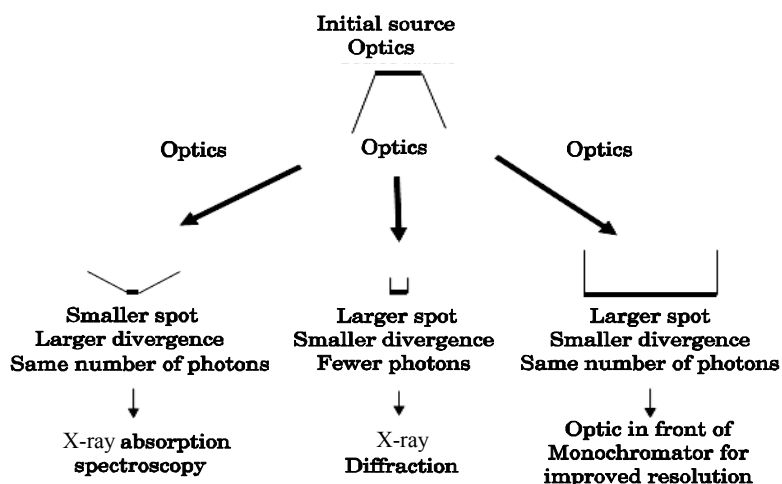 Initial source
Optics
Optics
Optics
Optics
Smaller spot
Larger divergence
Same number of photons
Larger spot
Smaller divergence
Fewer photons
Larger spot
Smaller divergence
Same number of photons
X-ray absorption
spectroscopy
X-ray
Diffraction
Optic in front of
Monochromator for
improved resolution